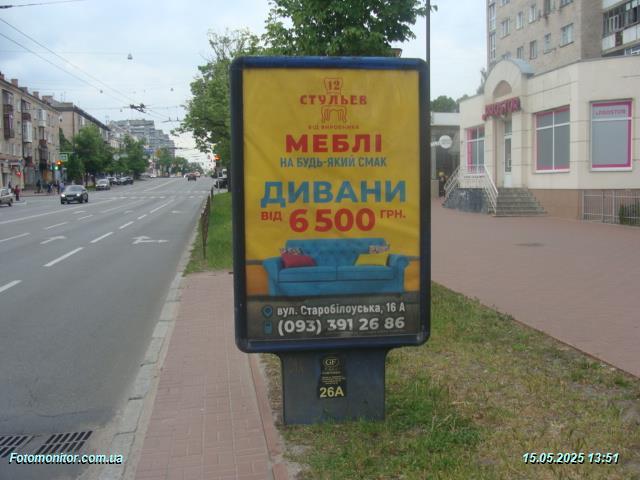 12
СТУЛЬЕВ
ВІД ВИРОБНИКА
МЕБЛІ
НА БУДЬ-ЯКИЙ СМАК
ДИВАНИ
ВІД 6 500 ГРН.
вул. Старобілоуська, 16 А
(093) 391 26 86
GF
26А
Fotomonitor.com.ua
15.05.2025 13:51